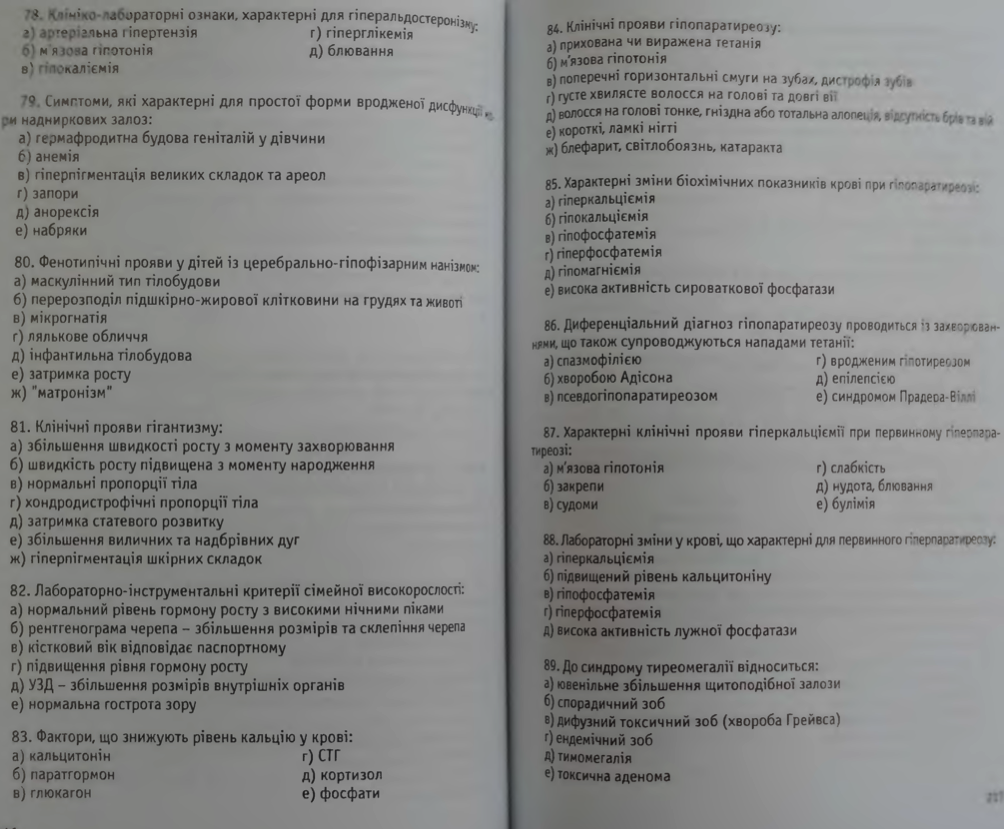 78. Клініко-лабораторні ознаки, характерні для гіперальдостеронізму:
а) артеріальна гіпертензія г) гіперглікемія
б) м'язова гіпотонія д) блювання
в) гіпокаліємія
79. Симптоми, які характерні для простої форми вродженої дисфункції ко-
ри надниркових залоз:
а) гермафродитна будова геніталій у дівчини
б) анемія
в) гіперпігментація великих складок та ареол
г) запори
д) анорексія
е) набряки
80. Фенотипічні прояви у дітей із церебрально-гіпофізарним нанізмом:
а) маскулінний тип тілобудови
б) перерозподіл підшкірно-жирової клітковини на грудях та животі
в) мікрогнатія
г) лялькове обличчя
д) інфантильна тілобудова
е) затримка росту
ж) "матронізм"
81. Клінічні прояви гігантизму:
а) збільшення швидкості росту з моменту захворювання
б) швидкість росту підвищена з моменту народження
в) нормальні пропорції тіла
г) хондродистрофічні пропорції тіла
д) затримка статевого розвитку
е) збільшення виличних та надбрівних дуг
ж) гіперпігментація шкірних складок
82. Лабораторно-інструментальні критерії сімейної високорослості:
а) нормальний рівень гормону росту з високими нічними піками
б) рентгенограма черепа – збільшення розмірів та склепіння черепа
в) кістковий вік відповідає паспортному
г) підвищення рівня гормону росту
д) УЗД – збільшення розмірів внутрішніх органів
е) нормальна гострота зору
83. Фактори, що знижують рівень кальцію у крові:
а) кальцитонін г) СТГ
б) паратгормон д) кортизол
в) глюкагон е) фосфати
84. Клінічні прояви гіпопаратиреозу:
а) прихована чи виражена тетанія
б) м'язова гіпотонія
в) поперечні горизонтальні смуги на зубах, дистрофія зубів
г) густе хвилясте волосся на голові та довгі вії
д) волосся на голові тонке, гніздна або тотальна алопеція, відсутність брів та вій
е) короткі, ламкі нігті
ж) блефарит, світлобоязнь, катаракта
85. Характерні зміни біохімічних показників крові при гіпопаратиреозі:
а) гіперкальціємія
б) гіпокальціємія
в) гіпофосфатемія
г) гіперфосфатемія
д) гіпомагніємія
е) висока активність сироваткової фосфатази
86. Диференціальний діагноз гіпопаратиреозу проводиться із захворюван-
нями, що також супроводжуються нападами тетанії:
а) спазмофілією г) вродженим гіпотиреозом
б) хворобою Адісона д) епілепсією
в) псевдогіпопаратиреозом е) синдромом Прадера-Віллі
87. Характерні клінічні прояви гіперкальціємії при первинному гіперпара-
тиреозі:
а) м'язова гіпотонія г) слабкість
б) закрепи д) нудота, блювання
в) судоми е) булімія
88. Лабораторні зміни у крові, що характерні для первинного гіперпаратиреозу:
а) гіперкальціємія
б) підвищений рівень кальцитоніну
в) гіпофосфатемія
г) гіперфосфатемія
д) висока активність лужної фосфатази
89. До синдрому тиреомегалії відноситься:
а) ювенільне збільшення щитоподібної залози
б) спорадичний зоб
в) дифузний токсичний зоб (хвороба Грейвса)
г) ендемічний зоб
д) тимомегалія
е) токсична аденома